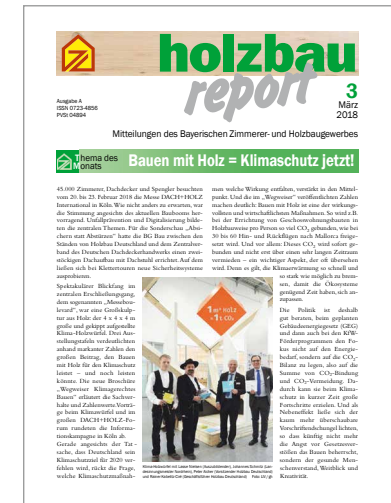 holzbau
report
Ausgabe A
ISSN 0723-4856
PVSt 04894
3
März
2018
Mitteilungen des Bayerischen Zimmerer- und Holzbaugewerbes
Thema des
Monats
Bauen mit Holz = Klimaschutz jetzt!
45.000 Zimmerer, Dachdecker und Spengler besuchten
vom 20. bis 23. Februar 2018 die Messe DACH+HOLZ
International in Köln. Wie nicht anders zu erwarten, war
die Stimmung angesichts des aktuellen Baubooms her-
vorragend. Unfallprävention und Digitalisierung bilde-
ten die zentralen Themen. Für die Sonderschau „Absi-
chern statt Abstürzen“ hatte die BG Bau zwischen den
Ständen von Holzbau Deutschland und dem Zentralver-
band des Deutschen Dachdeckerhandwerks einen zwei-
stöckigen Dachaufbau mit Dachstuhl errichtet. Auf dem
ließen sich bei Klettertouren neue Sicherheitssysteme
ausprobieren.
Spektakulärer Blickfang im
zentralen Erschließungsgang,
dem sogenannten „Messebou-
levard“, war eine Großskulp-
tur aus Holz: der 4 x 4 x 4 m
große und gekippt aufgestellte
Klima-Holzwürfel. Drei Aus-
stellungstafeln verdeutlichten
anhand markanter Zahlen den
großen Beitrag, den Bauen
mit Holz für den Klimaschutz
leistet – und noch leisten
könnte. Die neue Broschüre
„Wegweiser Klimagerechtes
Bauen“ erläutert die Sachver-
halte und Zahlenwerte. Vorträ-
ge beim Klimawürfel und im
großen DACH+HOLZ-Fo-
rum rundeten die Informa-
tionskampagne in Köln ab.
Gerade angesichts der Tat-
sache, dass Deutschland sein
Klimaschutzziel für 2020 ver-
fehlen wird, rückt die Frage,
welche Klimaschutzmaßnah-
men welche Wirkung entfalten, verstärkt in den Mittel-
punkt. Und die im „Wegweiser“ veröffentlichten Zahlen
machen deutlich: Bauen mit Holz ist eine der wirkungs-
vollsten und wirtschaftlichsten Maßnahmen. So wird z.B.
bei der Errichtung von Geschosswohnungsbauten in
Holzbauweise pro Person so viel CO₂ gebunden, wie bei
30 bis 60 Hin- und Rückflügen nach Mallorca freige-
setzt wird. Und vor allem: Dieses CO₂ wird sofort ge-
bunden und nicht erst über einen sehr langen Zeitraum
vermieden – ein wichtiger Aspekt, der oft übersehen
wird. Denn es gilt, die Klimaerwärmung so schnell und
so stark wie möglich zu brem-
sen, damit die Ökosysteme
genügend Zeit haben, sich an-
zupassen.
Die Politik ist deshalb
gut beraten, beim geplanten
Gebäudeenergiegesetz (GEG)
und dann auch bei den KfW-
Förderprogrammen den Fo-
kus nicht auf den Energie-
bedarf, sondern auf die CO₂-
Bilanz zu legen, also auf die
Summe von CO₂-Bindung
und CO₂-Vermeidung. Da-
durch kann sie beim Klima-
schutz in kurzer Zeit große
Fortschritte erzielen. Und als
Nebeneffekt ließe sich der
kaum mehr überschaubare
Vorschriftendschungel lichten,
so dass künftig nicht mehr
die Angst vor Gesetzesver-
stößen das Bauen beherrscht,
sondern der gesunde Men-
schenverstand, Weitblick und
Kreativität.
1 m³ HOLZ
= 1 t CO₂